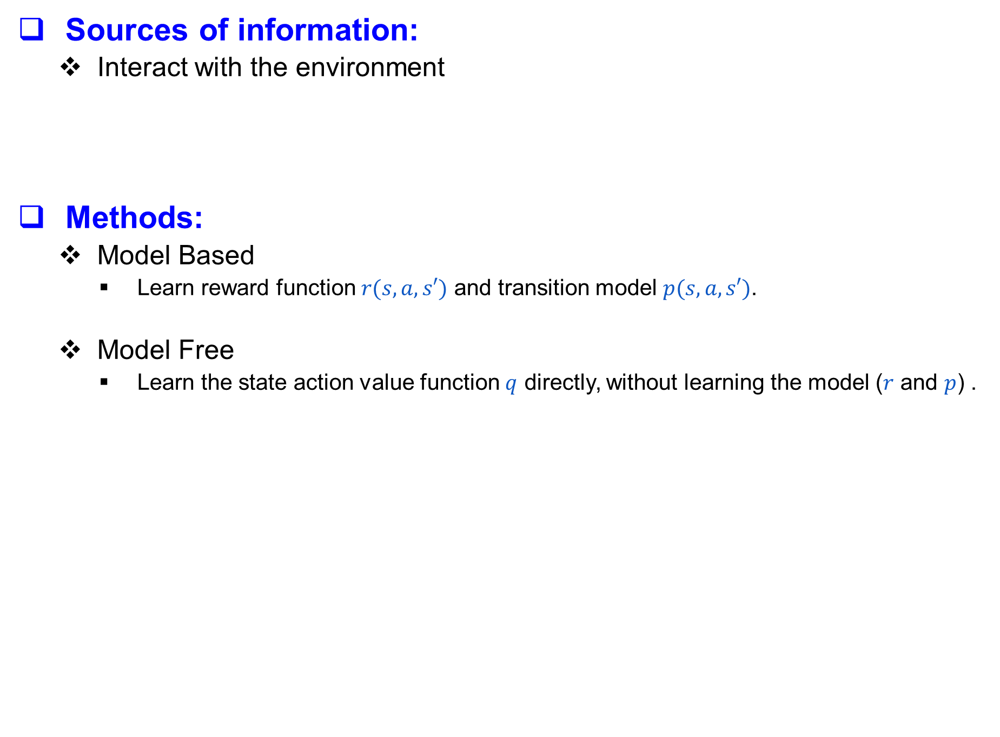 ❑ Sources of information:
❖ Interact with the environment
❑ Methods:
❖ Model Based
▪ Learn reward function r(s, a, s′) and transition model p(s, a, s′).
❖ Model Free
▪ Learn the state action value function q directly, without learning the model (r and p) .